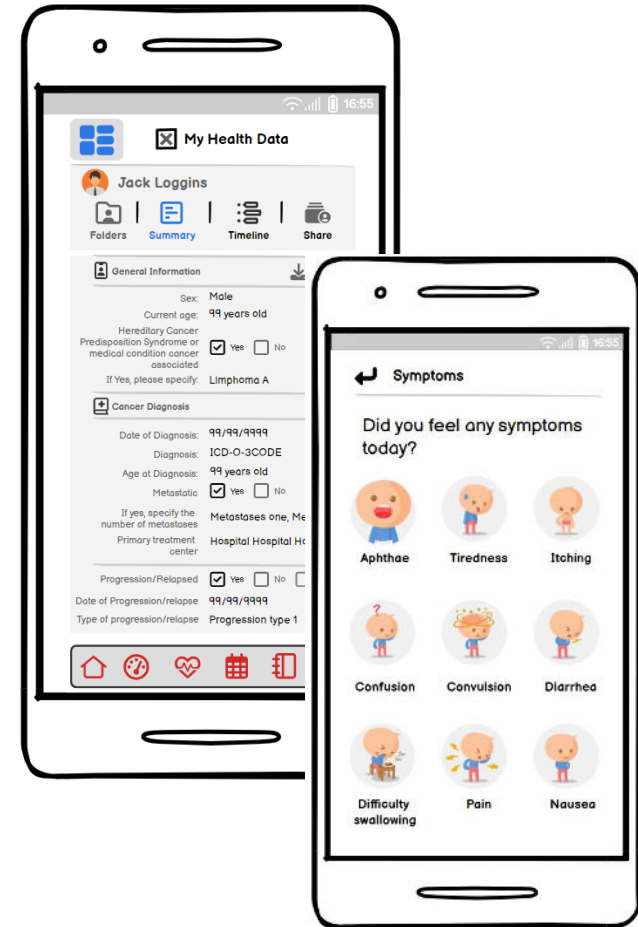 16:55
My Health Data
Jack Loggins
Folders Summary Timeline Share
General Information
Sex: Male
Current age: 99 years old
Hereditary Cancer
Predisposition Syndrome or
medical condition cancer
associated
Yes No
If Yes, please specify: Limphoma A
Cancer Diagnosis
Date of Diagnosis: 99/99/9999
Diagnosis: ICD-O-3CODE
Age at Diagnosis: 99 years old
Metastatic Yes No
If yes, specify the
number of metastases
Metastases one, Me
Primary treatment
center
Hospital Hospital Ho
Progression/Relapsed Yes No
Date of Progression/relapse 99/99/9999
Type of progression/relapse Progression type 1
16:55
Symptoms
Did you feel any symptoms
today?
Aphthae Tiredness Itching
?
Confusion Convulsion Diarrhea
Difficulty
swallowing
Pain Nausea